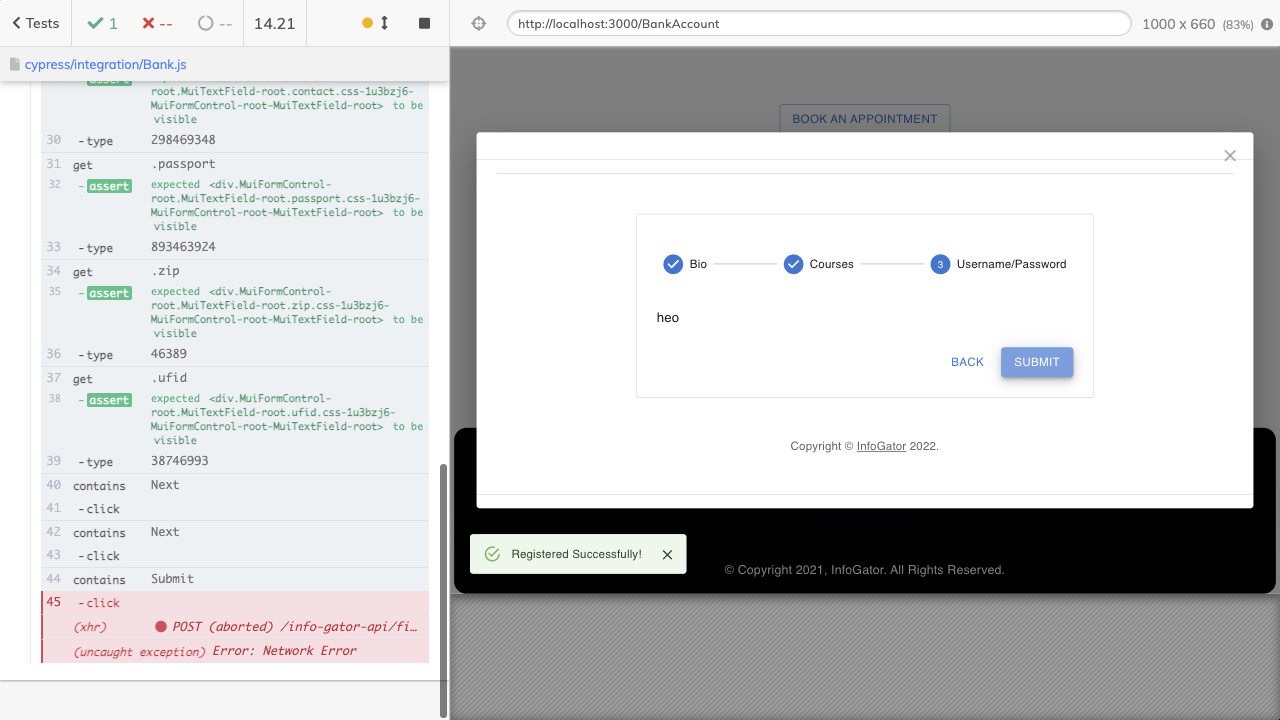 Tests
1
--
--
14.21
http://localhost:3000/BankAccount
1000 x 660 (83%)
cypress/integration/Bank.js
assert
root.MuiTextField-root.contact.css-1u3bzj6-
MuiFormControl-root-MuiTextField-root> to be
visible
30 -type 298469348
31 get .passport
32 -assert expected <div.MuiFormControl-
root.MuiTextField-root.passport.css-1u3bzj6-
MuiFormControl-root-MuiTextField-root> to be
visible
33 -type 893463924
34 get .zip
35 -assert expected <div.MuiFormControl-
root.MuiTextField-root.zip.css-1u3bzj6-
MuiFormControl-root-MuiTextField-root> to be
visible
36 -type 46389
37 get .ufid
38 -assert expected <div.MuiFormControl-
root.MuiTextField-root.ufid.css-1u3bzj6-
MuiFormControl-root-MuiTextField-root> to be
visible
39 -type 38746993
40 contains Next
41 -click
42 contains Next
43 -click
44 contains Submit
45 -click
(xhr) POST (aborted) /info-gator-api/fi…
(uncaught exception) Error: Network Error
BOOK AN APPOINTMENT
Bio
Courses
3 Username/Password
heo
BACK
SUBMIT
Copyright © InfoGator 2022.
Registered Successfully!
© Copyright 2021, InfoGator. All Rights Reserved.